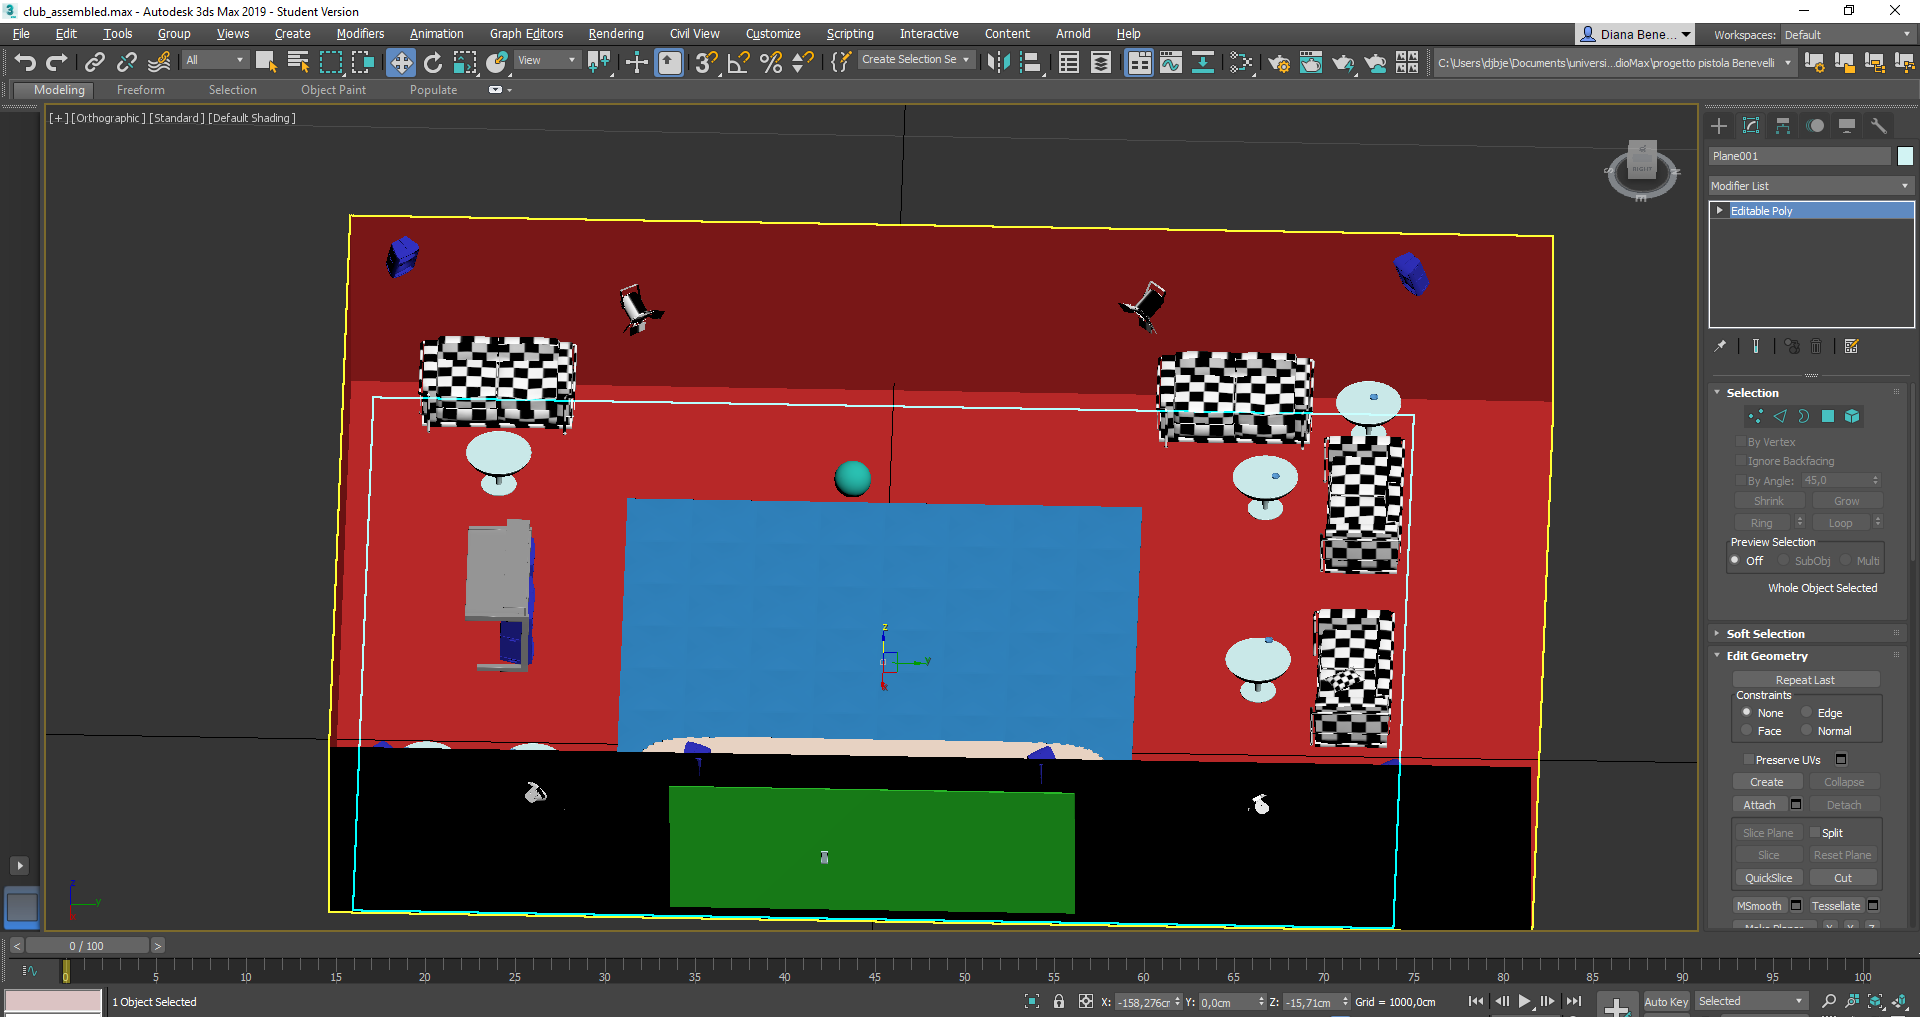 club_assembled.max - Autodesk 3ds Max 2019 - Student Version
File Edit Tools Group Views Create Modifiers Animation Graph Editors Rendering Civil View Customize Scripting Interactive Content Arnold Help
Diana Bene... Workspaces: Default
All View Create Selection Se C:\Users\djbje\Documents\universi...dioMax\progetto pistola Benevelli
Modeling Freeform Selection Object Paint Populate
[+] [Orthographic] [Standard] [Default Shading]
RIGHT
Plane001
Modifier List
Editable Poly
Selection
By Vertex
Ignore Backfacing
By Angle: 45,0
Shrink Grow
Ring Loop
Preview Selection
Off SubObj Multi
Whole Object Selected
Soft Selection
Edit Geometry
Repeat Last
Constraints
None Edge
Face Normal
Preserve UVs
Create Collapse
Attach Detach
Slice Plane Split
Slice Reset Plane
QuickSlice Cut
MSmooth Tessellate
Make Planar X Y Z
z
y
x
z
y
< 0 / 100 >
0 5 10 15 20 25 30 35 40 45 50 55 60 65 70 75 80 85 90 95 100
1 Object Selected X: -158,276cr Y: 0,0cm Z: -15,71cm Grid = 1000,0cm Auto Key Selected